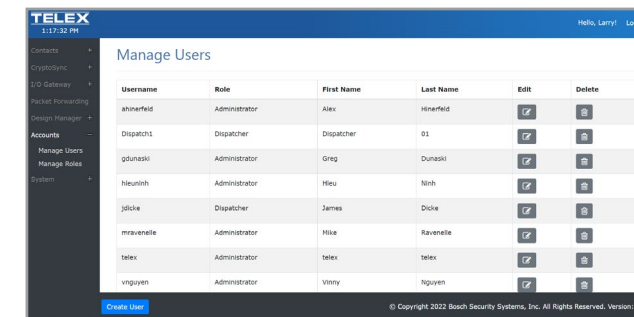 TELEX
1:17:32 PM
Hello, Larry! Lo
Contacts +
CryptoSync +
I/O Gateway +
Packet Forwarding
Design Manager +
Accounts −
Manage Users
Manage Roles
System +
Manage Users
Username Role First Name Last Name Edit Delete
ahinerfeld Administrator Alex Hinerfeld
Dispatch1 Dispatcher Dispatcher 01
gdunaski Administrator Greg Dunaski
hieuninh Administrator Hieu Ninh
jdicke Dispatcher James Dicke
mravenelle Administrator Mike Ravenelle
telex Administrator telex telex
vnguyen Administrator Vinny Nguyen
Create User
© Copyright 2022 Bosch Security Systems, Inc. All Rights Reserved. Version: